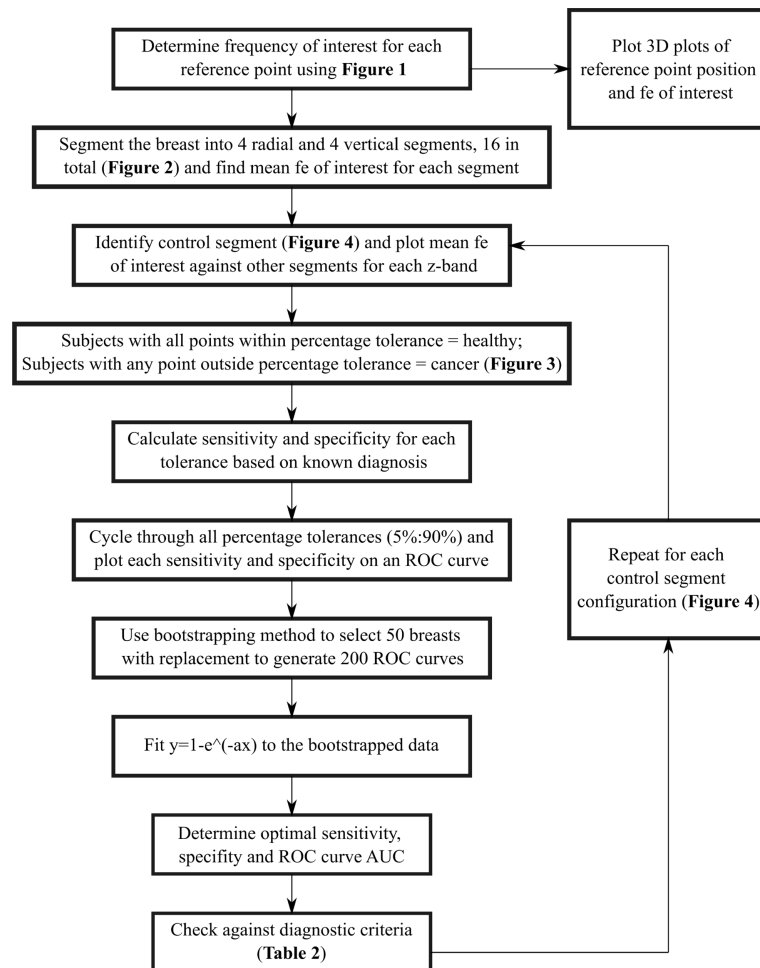 Determine frequency of interest for each
reference point using Figure 1
Plot 3D plots of
reference point position
and fe of interest
Segment the breast into 4 radial and 4 vertical segments, 16 in
total (Figure 2) and find mean fe of interest for each segment
Identify control segment (Figure 4) and plot mean fe
of interest against other segments for each z-band
Subjects with all points within percentage tolerance = healthy;
Subjects with any point outside percentage tolerance = cancer (Figure 3)
Calculate sensitivity and specificity for each
tolerance based on known diagnosis
Cycle through all percentage tolerances (5%:90%) and
plot each sensitivity and specificity on an ROC curve
Repeat for each
control segment
configuration (Figure 4)
Use bootstrapping method to select 50 breasts
with replacement to generate 200 ROC curves
Fit y=1-e^(-ax) to the bootstrapped data
Determine optimal sensitivity,
specifity and ROC curve AUC
Check against diagnostic criteria
(Table 2)